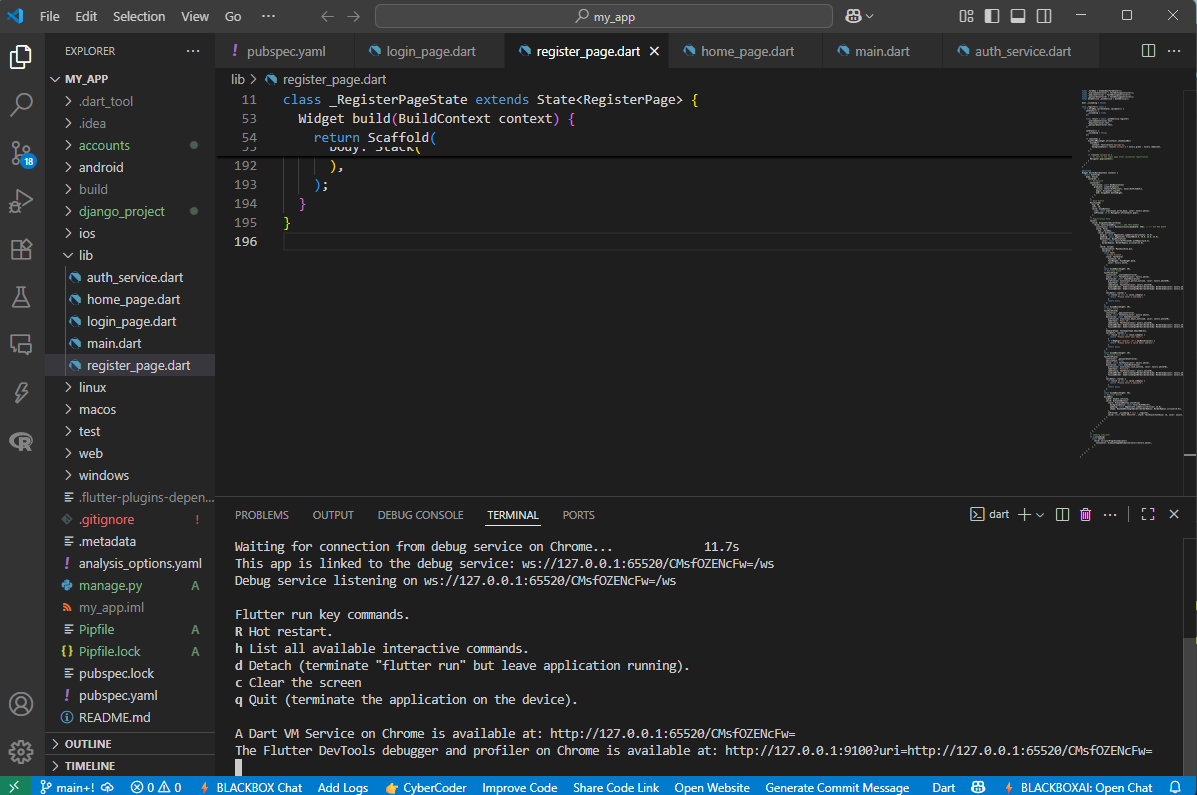 File Edit Selection View Go ··· my_app
EXPLORER ···
MY_APP
.dart_tool
.idea
accounts
android
build
django_project
ios
lib
auth_service.dart
home_page.dart
login_page.dart
main.dart
register_page.dart
linux
macos
test
web
windows
.flutter-plugins-depen...
.gitignore !
.metadata
! analysis_options.yaml
manage.py A
my_app.iml
Pipfile A
{} Pipfile.lock A
pubspec.lock
! pubspec.yaml
README.md
OUTLINE
TIMELINE
18
! pubspec.yaml login_page.dart register_page.dart home_page.dart main.dart auth_service.dart ···
lib > register_page.dart
11 class _RegisterPageState extends State<RegisterPage> {
53 Widget build(BuildContext context) {
54 return Scaffold(
55 body: Stack(
192 ),
193 );
194 }
195 }
196
PROBLEMS OUTPUT DEBUG CONSOLE TERMINAL PORTS dart ···
Waiting for connection from debug service on Chrome... 11.7s
This app is linked to the debug service: ws://127.0.0.1:65520/CMsfOZENcFw=/ws
Debug service listening on ws://127.0.0.1:65520/CMsfOZENcFw=/ws
Flutter run key commands.
R Hot restart.
h List all available interactive commands.
d Detach (terminate "flutter run" but leave application running).
c Clear the screen
q Quit (terminate the application on the device).
A Dart VM Service on Chrome is available at: http://127.0.0.1:65520/CMsfOZENcFw=
The Flutter DevTools debugger and profiler on Chrome is available at: http://127.0.0.1:9100?uri=http://127.0.0.1:65520/CMsfOZENcFw=
main+! 0 0 BLACKBOX Chat Add Logs CyberCoder Improve Code Share Code Link Open Website Generate Commit Message Dart BLACKBOXAI: Open Chat